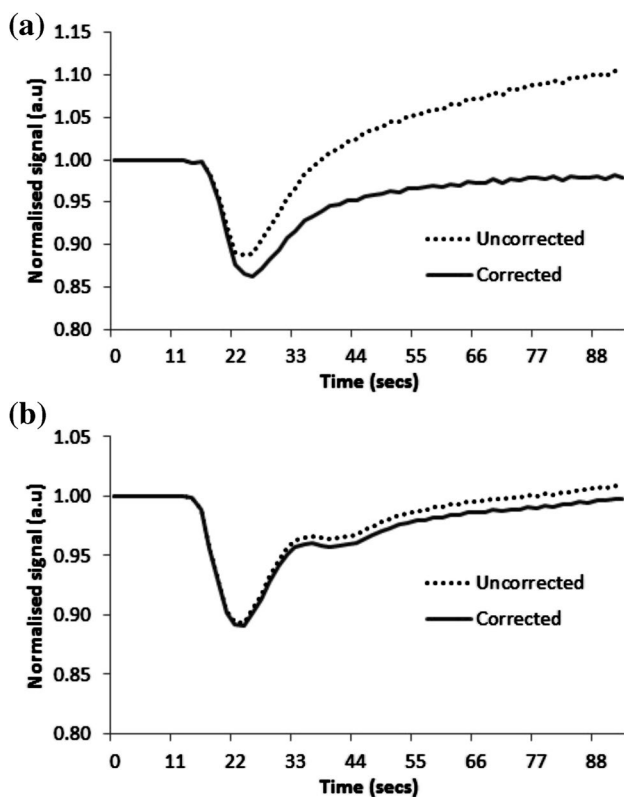 (a)
1.15
1.10
1.05
1.00
0.95
0.90
0.85
0.80
Normalised signal (a.u)
Uncorrected
Corrected
0 11 22 33 44 55 66 77 88
Time (secs)
(b)
1.05
1.00
0.95
0.90
0.85
0.80
Normalised signal (a.u)
Uncorrected
Corrected
0 11 22 33 44 55 66 77 88
Time (secs)